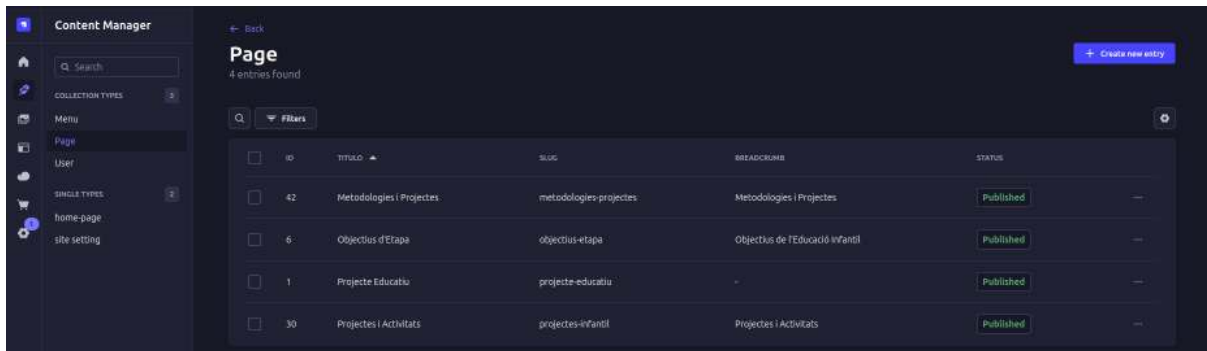 Content Manager
Search
COLLECTION TYPES 3
Menu
Page
User
SINGLE TYPES 2
home-page
site setting
1
← Back
Page
4 entries found
+ Create new entry
Filters
ID TITULO SLUG BREADCRUMB STATUS
42 Metodologies i Projectes metodologies-projectes Metodologies i Projectes Published
6 Objectius d'Etapa objectius-etapa Objectius de l'Educació Infantil Published
1 Projecte Educatiu projecte-educatiu - Published
30 Projectes i Activitats projectes-infantil Projectes i Activitats Published